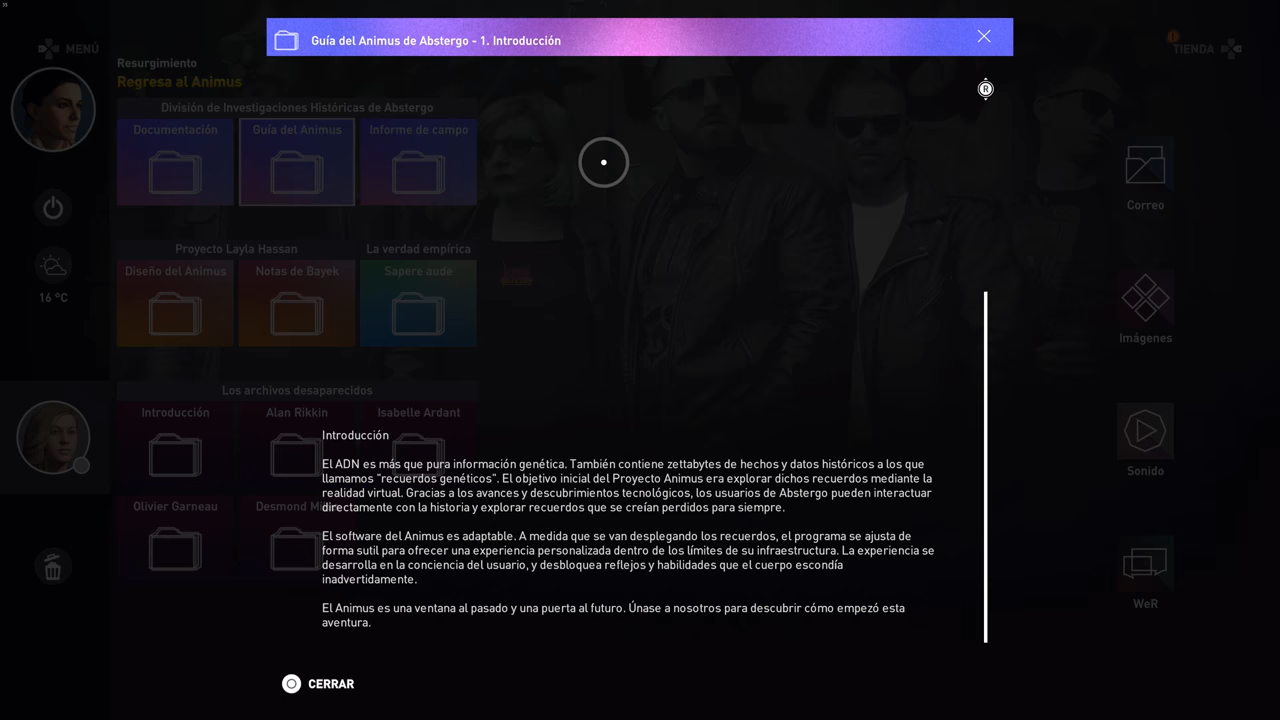 35
Guía del Animus de Abstergo - 1. Introducción
MENÚ
TIENDA
Resurgimiento
Regresa al Animus
División de Investigaciones Históricas de Abstergo
Documentación
Guía del Animus
Informe de campo
R
Correo
Proyecto Layla Hassan
La verdad empírica
Diseño del Animus
Notas de Bayek
Sapere aude
16 °C
Imágenes
Los archivos desaparecidos
Introducción
Alan Rikkin
Isabelle Ardant
Sonido
Olivier Garneau
Desmond
Introducción
El ADN es más que pura información genética. También contiene zettabytes de hechos y datos históricos a los que
llamamos "recuerdos genéticos". El objetivo inicial del Proyecto Animus era explorar dichos recuerdos mediante la
realidad virtual. Gracias a los avances y descubrimientos tecnológicos, los usuarios de Abstergo pueden interactuar
directamente con la historia y explorar recuerdos que se creían perdidos para siempre.
El software del Animus es adaptable. A medida que se van desplegando los recuerdos, el programa se ajusta de
forma sutil para ofrecer una experiencia personalizada dentro de los límites de su infraestructura. La experiencia se
desarrolla en la conciencia del usuario, y desbloquea reflejos y habilidades que el cuerpo escondía
inadvertidamente.
El Animus es una ventana al pasado y una puerta al futuro. Únase a nosotros para descubrir cómo empezó esta
aventura.
WeR
CERRAR